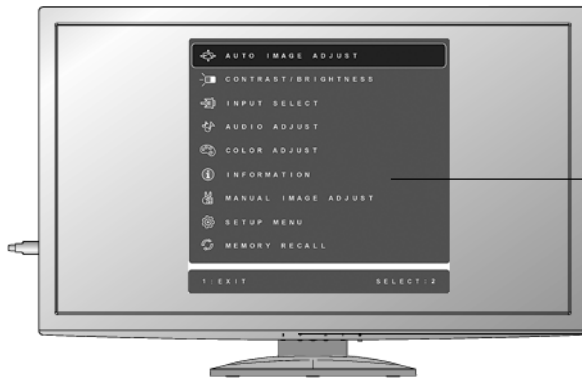 AUTO IMAGE ADJUST
CONTRAST/BRIGHTNESS
INPUT SELECT
AUDIO ADJUST
COLOR ADJUST
INFORMATION
MANUAL IMAGE ADJUST
SETUP MENU
MEMORY RECALL
1:EXIT SELECT:2